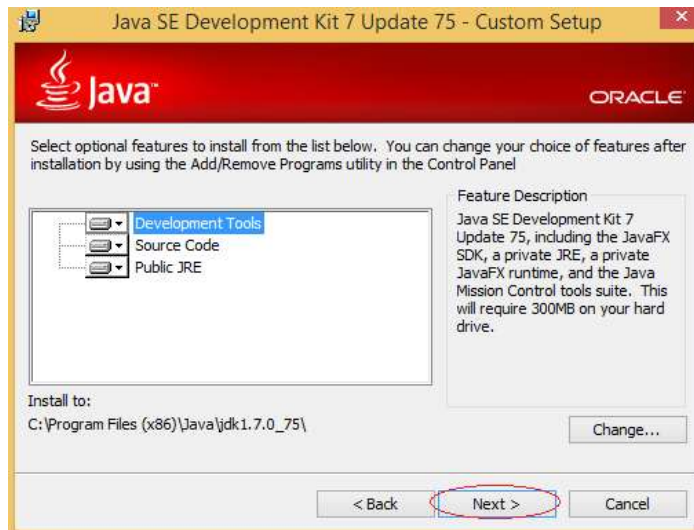 Java SE Development Kit 7 Update 75 - Custom Setup
Java™
ORACLE
Select optional features to install from the list below. You can change your choice of features after
installation by using the Add/Remove Programs utility in the Control Panel
Development Tools
Source Code
Public JRE
Feature Description
Java SE Development Kit 7
Update 75, including the JavaFX
SDK, a private JRE, a private
JavaFX runtime, and the Java
Mission Control tools suite. This
will require 300MB on your hard
drive.
Install to:
C:\Program Files (x86)\Java\jdk1.7.0_75\
Change...
< Back
Next >
Cancel